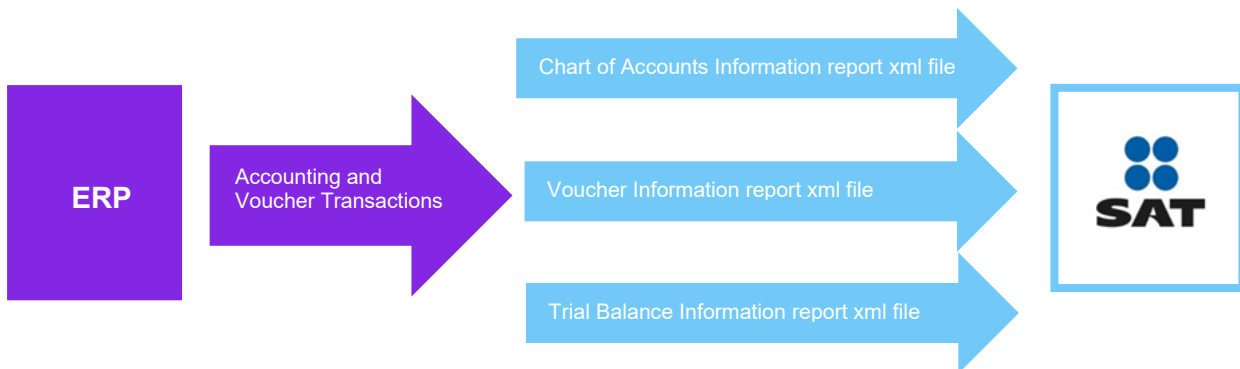 Chart of Accounts Information report xml file
ERP
Accounting and
Voucher Transactions
Voucher Information report xml file
SAT
Trial Balance Information report xml file